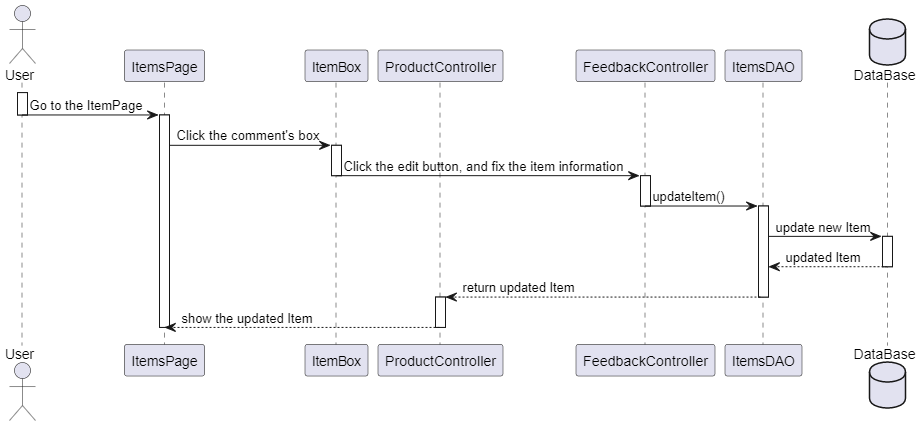 User
ItemsPage
ItemBox
ProductController
FeedbackController
ItemsDAO
DataBase
Go to the ItemPage
Click the comment's box
Click the edit button, and fix the item information
updateItem()
update new Item
updated Item
return updated Item
show the updated Item
User
ItemsPage
ItemBox
ProductController
FeedbackController
ItemsDAO
DataBase